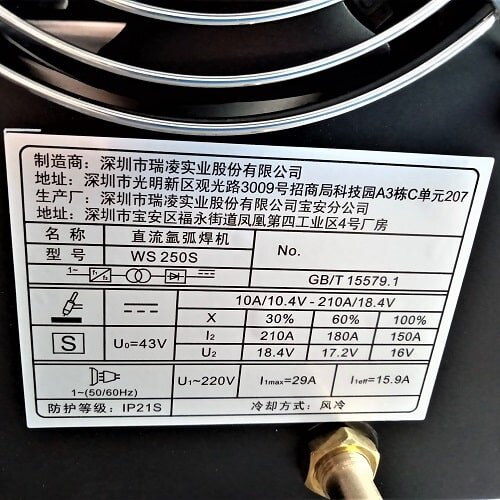 制造商：深圳市瑞凌实业股份有限公司
地址：深圳市光明新区观光路3009号招商局科技园A3栋C单元207
制造商：深圳市瑞凌实业股份有限公司宝安分公司
地址：深圳市宝安区福永街道凤凰第四工业区4号厂房
名 称 直流氩弧焊机 No.
型 号 WS 250S
1~ f₁ f₂ GB/T 15579.1
10A/10.4V - 210A/18.4V
X 30% 60% 100%
S U₀=43V I₂ 210A 180A 150A
U₂ 18.4V 17.2V 16V
1~(50/60Hz) U₁~220V I₁max=29A I₁eff=15.9A
防护等级：IP21S 冷却方式：风冷